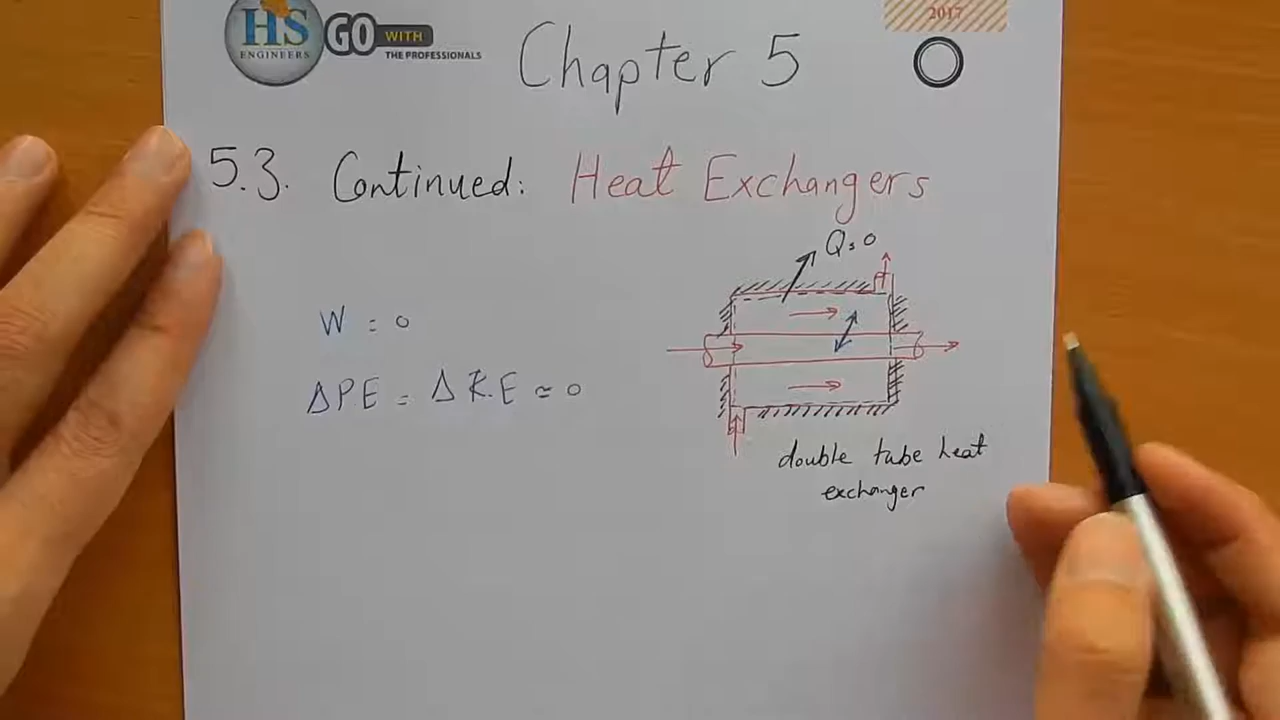 HS
ENGINEERS
GO WITH
THE PROFESSIONALS
2017
Chapter 5
5.3. Continued: Heat Exchangers
Q = 0
W = 0
ΔPE = ΔKE ≃ 0
double tube heat
exchanger